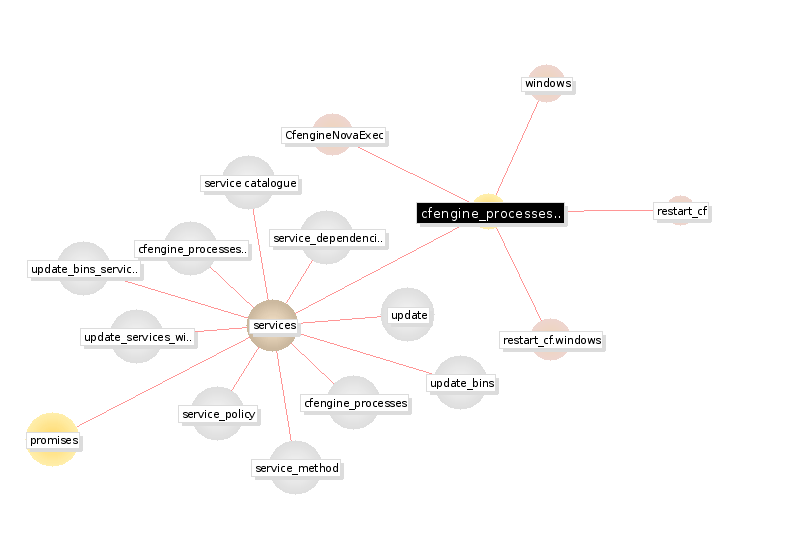 windows
CfengineNovaExec
service catalogue
cfengine_processes..
restart_cf
service_dependenci..
cfengine_processes..
update_bins_servic..
update
services
update_services_wi..
restart_cf.windows
update_bins
cfengine_processes
service_policy
promises
service_method